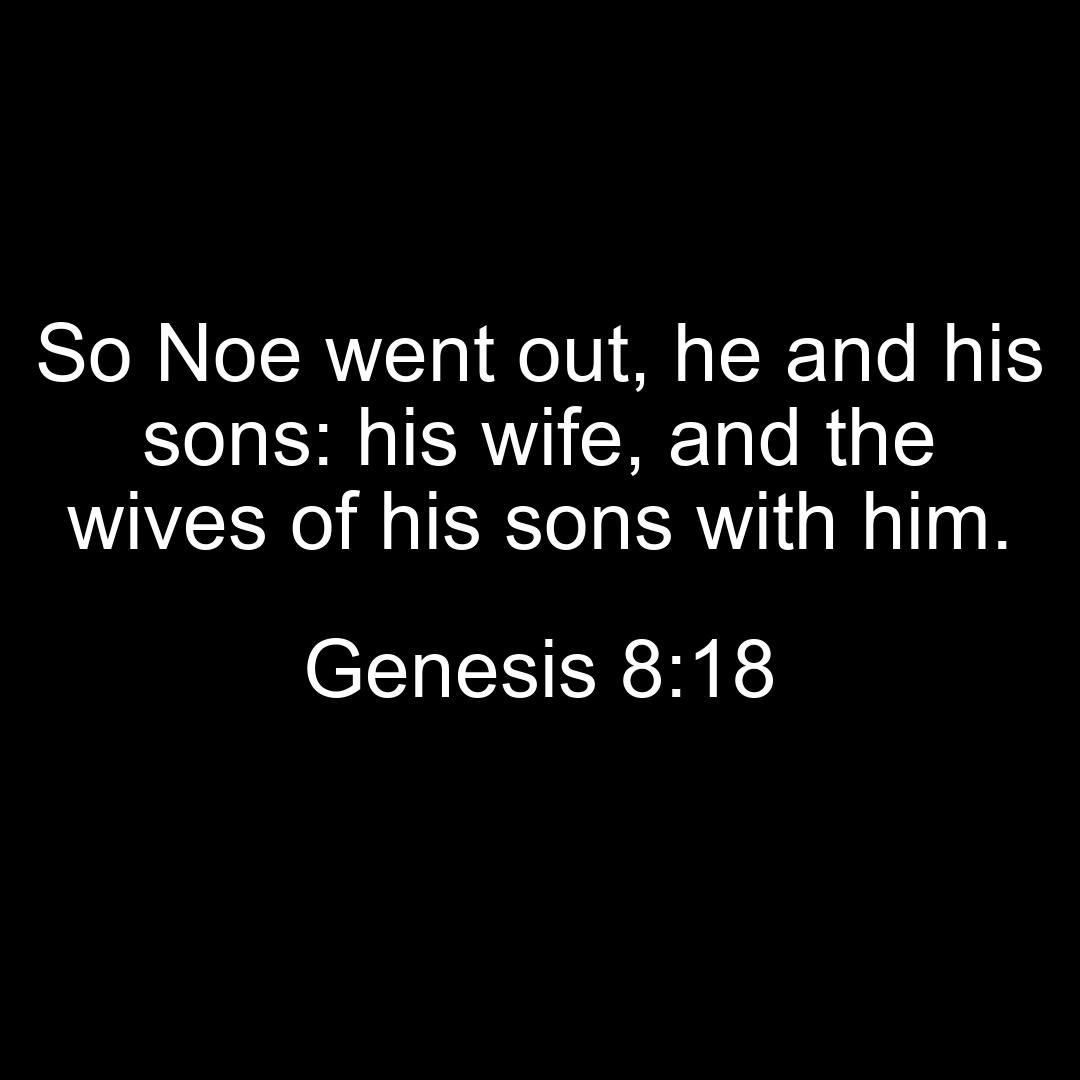 So Noe went out, he and his
sons: his wife, and the
wives of his sons with him.
Genesis 8:18